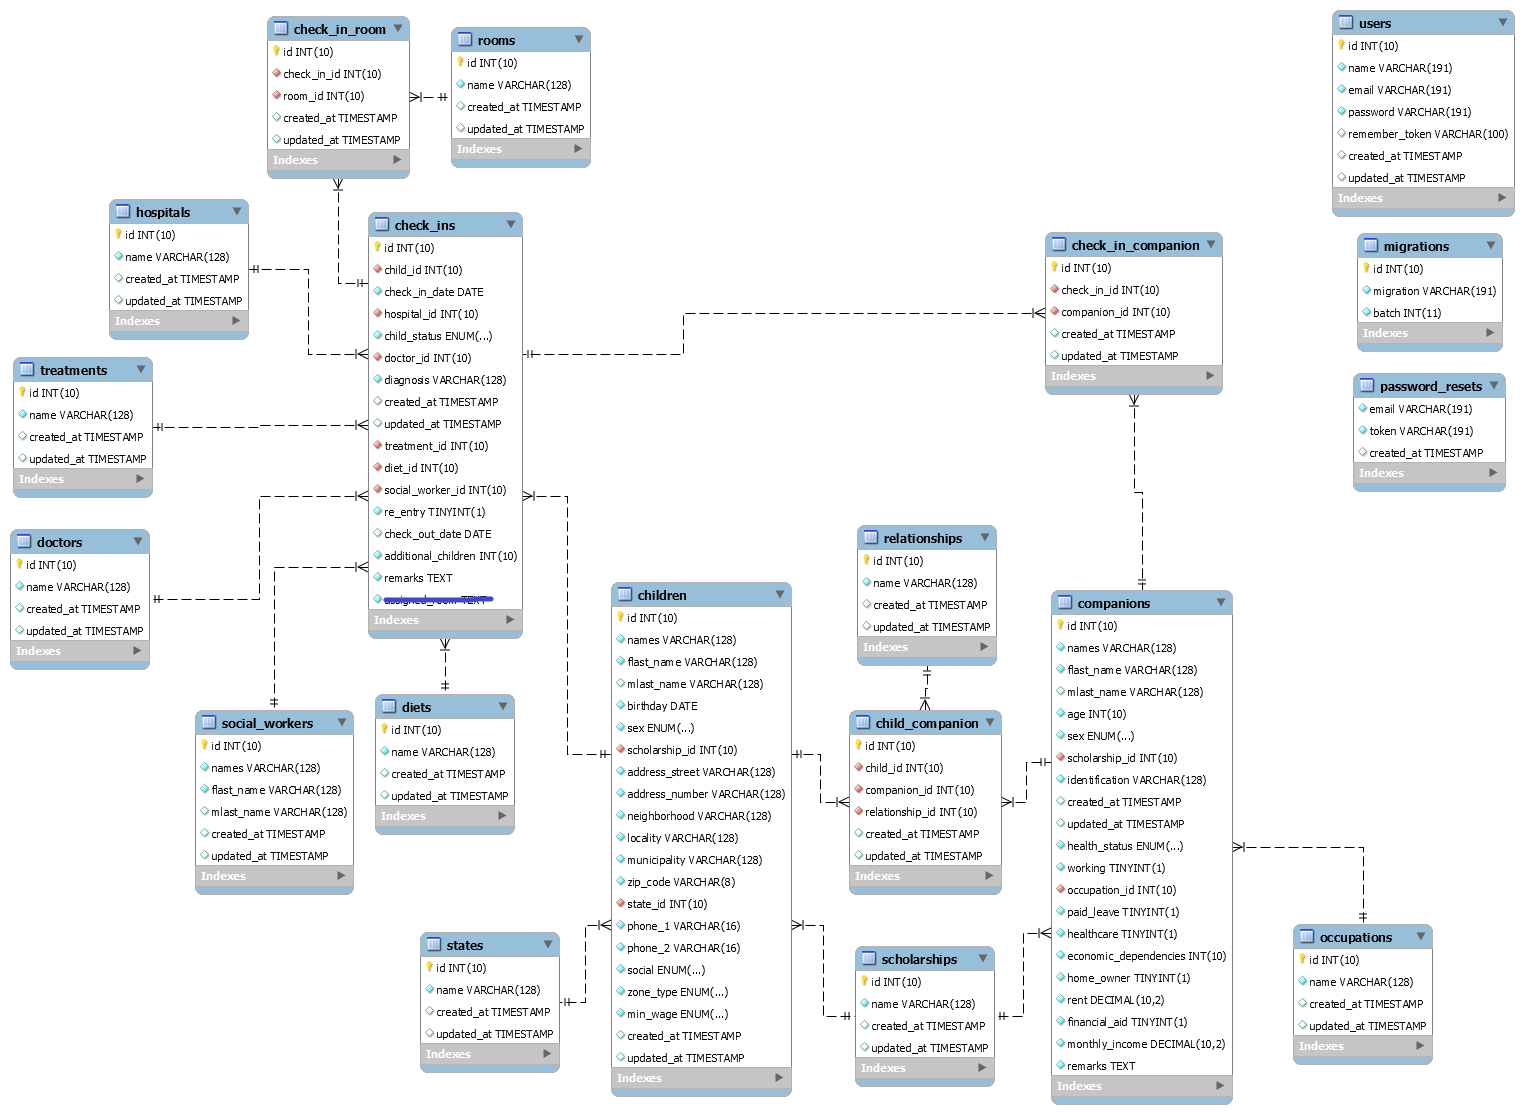 check_in_room
id INT(10)
check_in_id INT(10)
room_id INT(10)
created_at TIMESTAMP
updated_at TIMESTAMP
Indexes
rooms
id INT(10)
name VARCHAR(128)
created_at TIMESTAMP
updated_at TIMESTAMP
Indexes
users
id INT(10)
name VARCHAR(191)
email VARCHAR(191)
password VARCHAR(191)
remember_token VARCHAR(100)
created_at TIMESTAMP
updated_at TIMESTAMP
Indexes
hospitals
id INT(10)
name VARCHAR(128)
created_at TIMESTAMP
updated_at TIMESTAMP
Indexes
check_ins
id INT(10)
child_id INT(10)
check_in_date DATE
hospital_id INT(10)
child_status ENUM(...)
doctor_id INT(10)
diagnosis VARCHAR(128)
created_at TIMESTAMP
updated_at TIMESTAMP
treatment_id INT(10)
diet_id INT(10)
social_worker_id INT(10)
re_entry TINYINT(1)
check_out_date DATE
additional_children INT(10)
remarks TEXT
assigned_room TEXT
Indexes
check_in_companion
id INT(10)
check_in_id INT(10)
companion_id INT(10)
created_at TIMESTAMP
updated_at TIMESTAMP
Indexes
migrations
id INT(10)
migration VARCHAR(191)
batch INT(11)
Indexes
treatments
id INT(10)
name VARCHAR(128)
created_at TIMESTAMP
updated_at TIMESTAMP
Indexes
password_resets
email VARCHAR(191)
token VARCHAR(191)
created_at TIMESTAMP
Indexes
doctors
id INT(10)
name VARCHAR(128)
created_at TIMESTAMP
updated_at TIMESTAMP
Indexes
relationships
id INT(10)
name VARCHAR(128)
created_at TIMESTAMP
updated_at TIMESTAMP
Indexes
children
id INT(10)
names VARCHAR(128)
flast_name VARCHAR(128)
mlast_name VARCHAR(128)
birthday DATE
sex ENUM(...)
scholarship_id INT(10)
address_street VARCHAR(128)
address_number VARCHAR(128)
neighborhood VARCHAR(128)
locality VARCHAR(128)
municipality VARCHAR(128)
zip_code VARCHAR(8)
state_id INT(10)
phone_1 VARCHAR(16)
phone_2 VARCHAR(16)
social ENUM(...)
zone_type ENUM(...)
min_wage ENUM(...)
created_at TIMESTAMP
updated_at TIMESTAMP
Indexes
companions
id INT(10)
names VARCHAR(128)
flast_name VARCHAR(128)
mlast_name VARCHAR(128)
age INT(10)
sex ENUM(...)
scholarship_id INT(10)
identification VARCHAR(128)
created_at TIMESTAMP
updated_at TIMESTAMP
health_status ENUM(...)
working TINYINT(1)
occupation_id INT(10)
paid_leave TINYINT(1)
healthcare TINYINT(1)
economic_dependencies INT(10)
home_owner TINYINT(1)
rent DECIMAL(10,2)
financial_aid TINYINT(1)
monthly_income DECIMAL(10,2)
remarks TEXT
Indexes
social_workers
id INT(10)
names VARCHAR(128)
flast_name VARCHAR(128)
mlast_name VARCHAR(128)
created_at TIMESTAMP
updated_at TIMESTAMP
Indexes
diets
id INT(10)
name VARCHAR(128)
created_at TIMESTAMP
updated_at TIMESTAMP
Indexes
child_companion
id INT(10)
child_id INT(10)
companion_id INT(10)
relationship_id INT(10)
created_at TIMESTAMP
updated_at TIMESTAMP
Indexes
states
id INT(10)
name VARCHAR(128)
created_at TIMESTAMP
updated_at TIMESTAMP
Indexes
scholarships
id INT(10)
name VARCHAR(128)
created_at TIMESTAMP
updated_at TIMESTAMP
Indexes
occupations
id INT(10)
name VARCHAR(128)
created_at TIMESTAMP
updated_at TIMESTAMP
Indexes